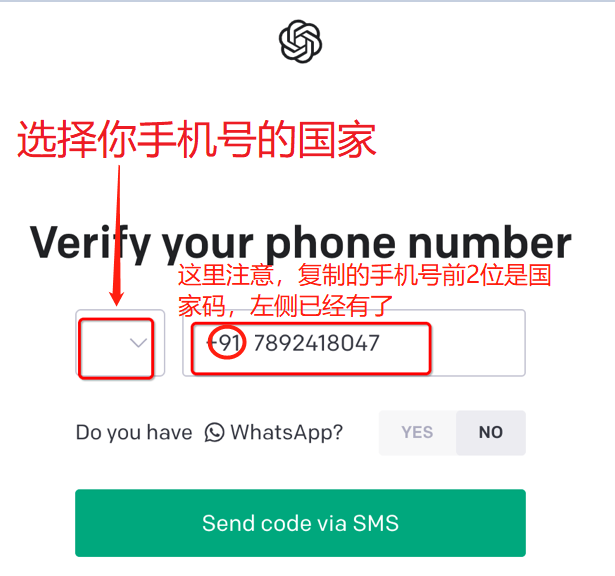 选择你手机号的国家
Verify your phone number
这里注意，复制的手机号前2位是国
家码，左侧已经有了
+91 7892418047
Do you have WhatsApp?
YES
NO
Send code via SMS